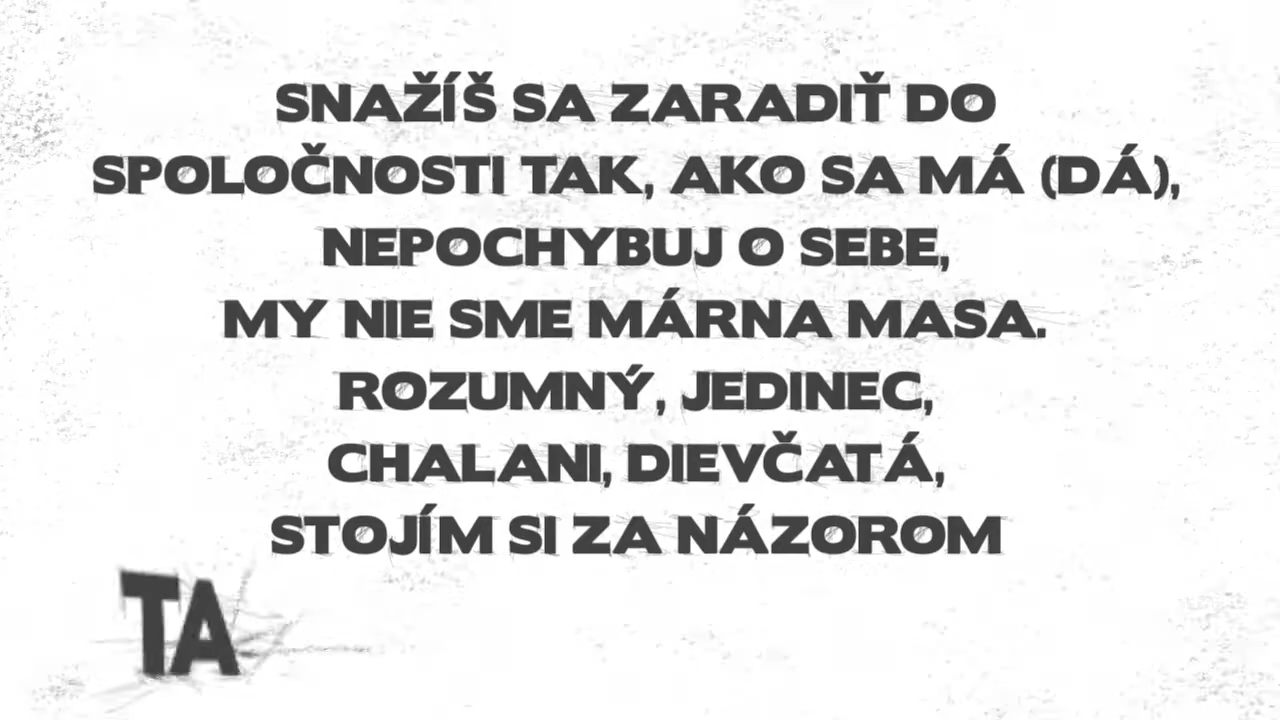 SNAŽÍŠ SA ZARADIŤ DO
SPOLOČNOSTI TAK, AKO SA MÁ (DÁ),
NEPOCHYBUJ O SEBE,
MY NIE SME MÁRNA MASA.
ROZUMNÝ, JEDINEC,
CHALANI, DIEVČATÁ,
STOJÍM SI ZA NÁZOROM
TA